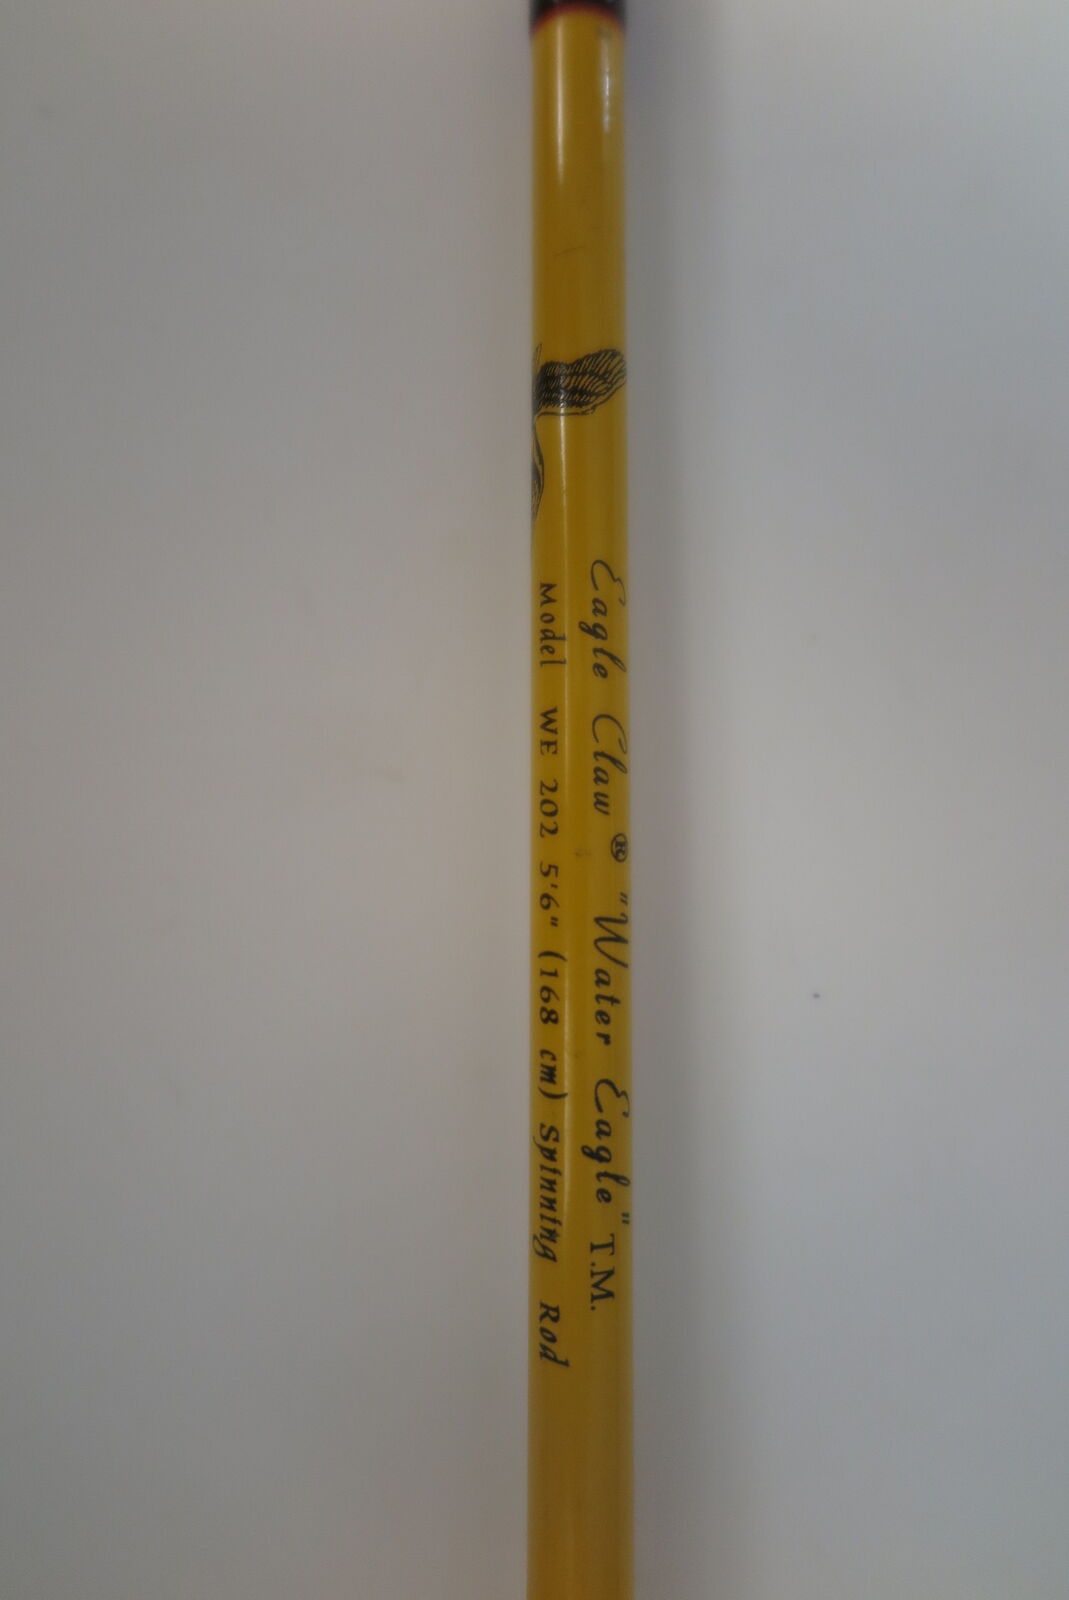 Eagle Claw ® "Water Eagle" T.M.
Model WE 202 5'6" (168 cm) Spinning Rod